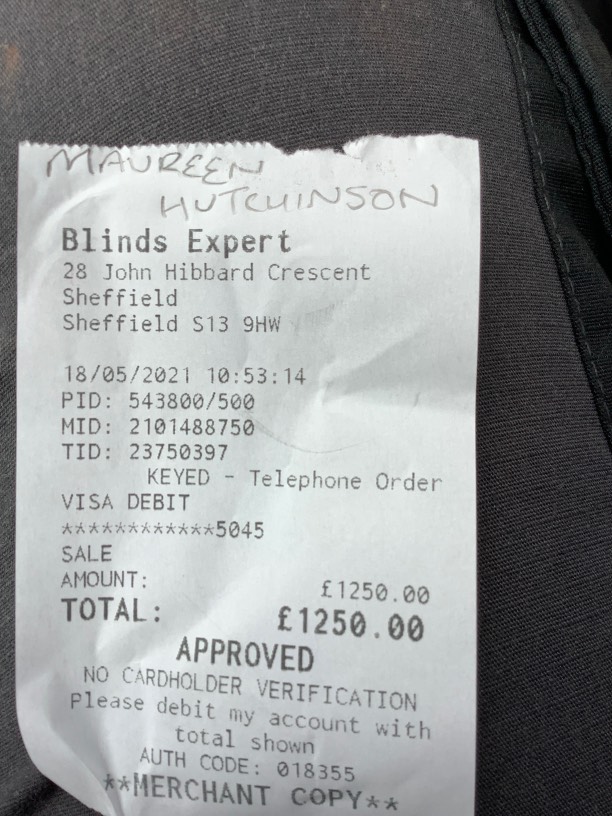 MAUREEN
HUTCHINSON
Blinds Expert
28 John Hibbard Crescent
Sheffield
Sheffield S13 9HW
18/05/2021 10:53:14
PID: 543800/500
MID: 2101488750
TID: 23750397
KEYED - Telephone Order
VISA DEBIT
************5045
SALE
AMOUNT: £1250.00
TOTAL: £1250.00
APPROVED
NO CARDHOLDER VERIFICATION
Please debit my account with
total shown
AUTH CODE: 018355
**MERCHANT COPY**